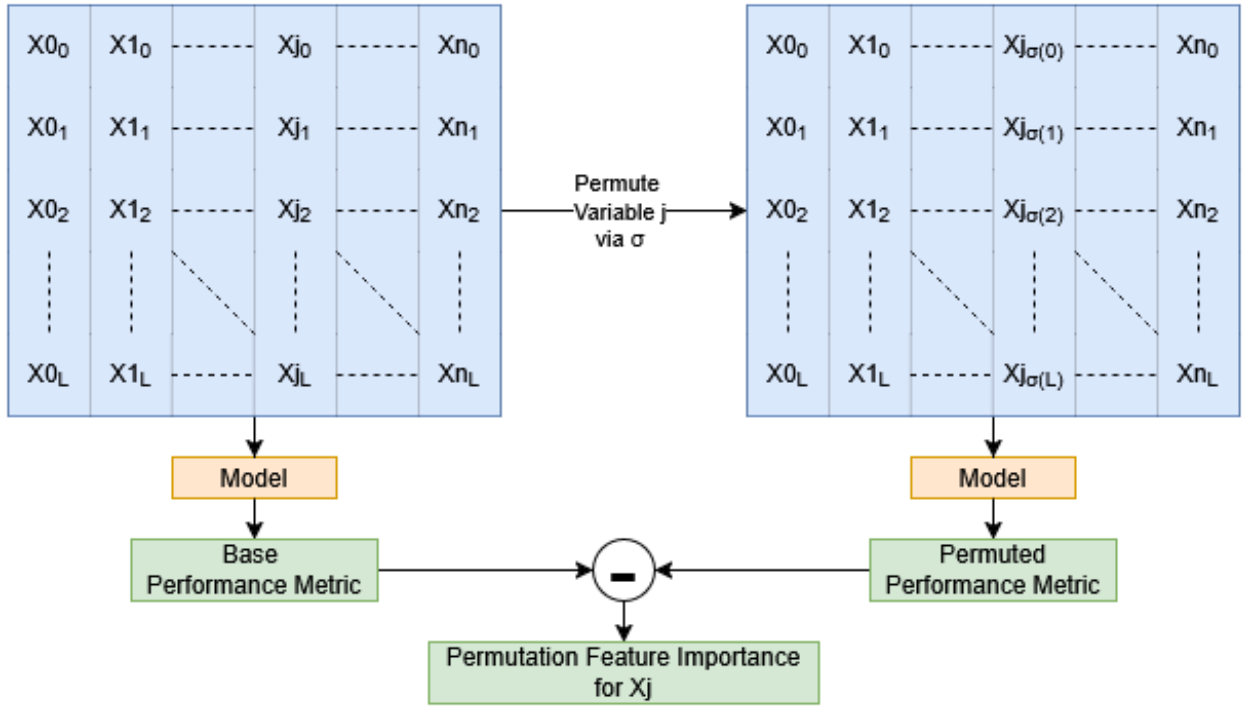 X0₀ X1₀ Xj₀ Xn₀
X0₁ X1₁ Xj₁ Xn₁
X0₂ X1₂ Xj₂ Xn₂
X0_L X1_L Xj_L Xn_L
Permute
Variable j
via σ
X0₀ X1₀ Xj_σ(0) Xn₀
X0₁ X1₁ Xj_σ(1) Xn₁
X0₂ X1₂ Xj_σ(2) Xn₂
X0_L X1_L Xj_σ(L) Xn_L
Model
Model
Base
Performance Metric
-
Permuted
Performance Metric
Permutation Feature Importance
for Xj